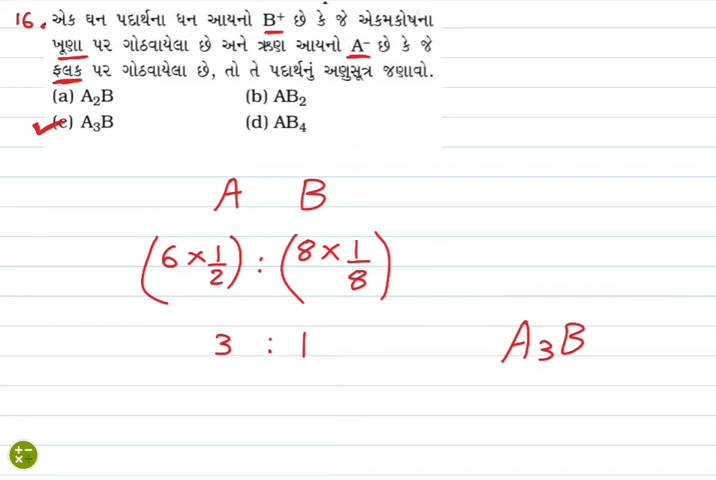 16. એક ઘન પદાર્થના ધન આયનો B⁺ છે કે જે એકમકોષના
ખૂણા પર ગોઠવાયેલા છે અને ઋણ આયનો A⁻ છે કે જે
ફલક પર ગોઠવાયેલા છે, તો તે પદાર્થનું અણુસૂત્ર જણાવો.
(a) A₂B (b) AB₂
(c) A₃B (d) AB₄
A B
(6 × 1/2) : (8 × 1/8)
3 : 1 A₃B